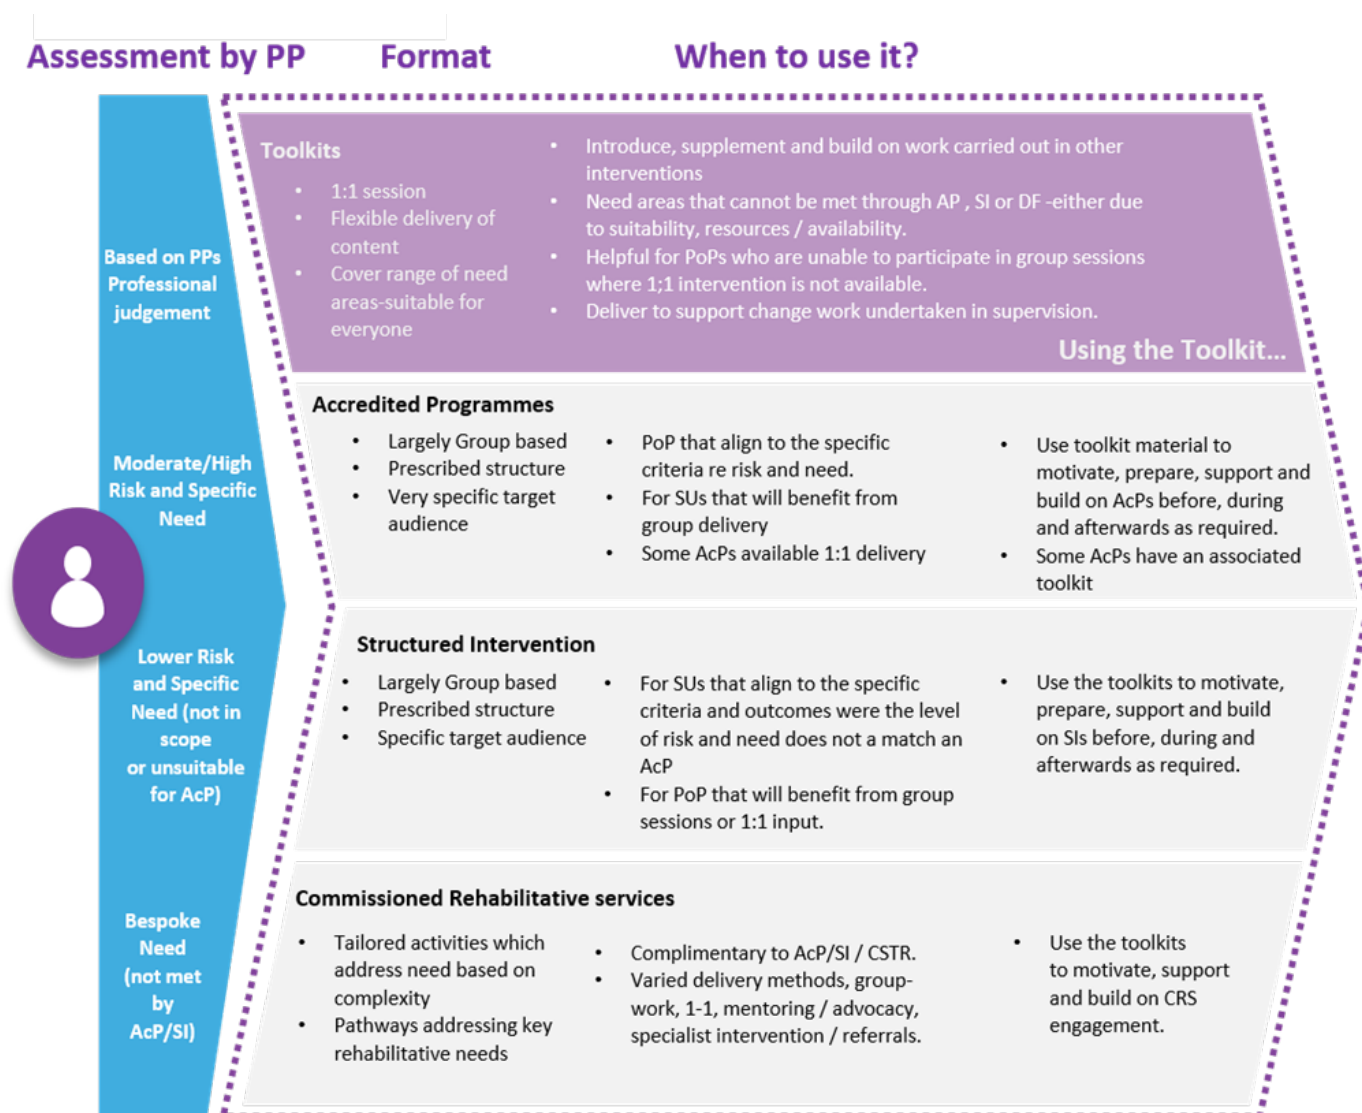 Assessment by PP
Format
When to use it?
Based on PPs
Professional
judgement
Toolkits
• 1:1 session
• Flexible delivery of
content
• Cover range of need
areas-suitable for
everyone
• Introduce, supplement and build on work carried out in other
interventions
• Need areas that cannot be met through AP , SI or DF -either due
to suitability, resources / availability.
• Helpful for PoPs who are unable to participate in group sessions
where 1;1 intervention is not available.
• Deliver to support change work undertaken in supervision.
Using the Toolkit...
Moderate/High
Risk and Specific
Need
Accredited Programmes
• Largely Group based
• Prescribed structure
• Very specific target
audience
• PoP that align to the specific
criteria re risk and need.
• For SUs that will benefit from
group delivery
• Some AcPs available 1:1 delivery
• Use toolkit material to
motivate, prepare, support and
build on AcPs before, during
and afterwards as required.
• Some AcPs have an associated
toolkit
Lower Risk
and Specific
Need (not in
scope
or unsuitable
for AcP)
Structured Intervention
• Largely Group based
• Prescribed structure
• Specific target audience
• For SUs that align to the specific
criteria and outcomes were the level
of risk and need does not a match an
AcP
• For PoP that will benefit from group
sessions or 1:1 input.
• Use the toolkits to motivate,
prepare, support and build
on SIs before, during and
afterwards as required.
Bespoke
Need
(not met
by
AcP/SI)
Commissioned Rehabilitative services
• Tailored activities which
address need based on
complexity
• Pathways addressing key
rehabilitative needs
• Complimentary to AcP/SI / CSTR.
• Varied delivery methods, group-
work, 1-1, mentoring / advocacy,
specialist intervention / referrals.
• Use the toolkits
to motivate, support
and build on CRS
engagement.